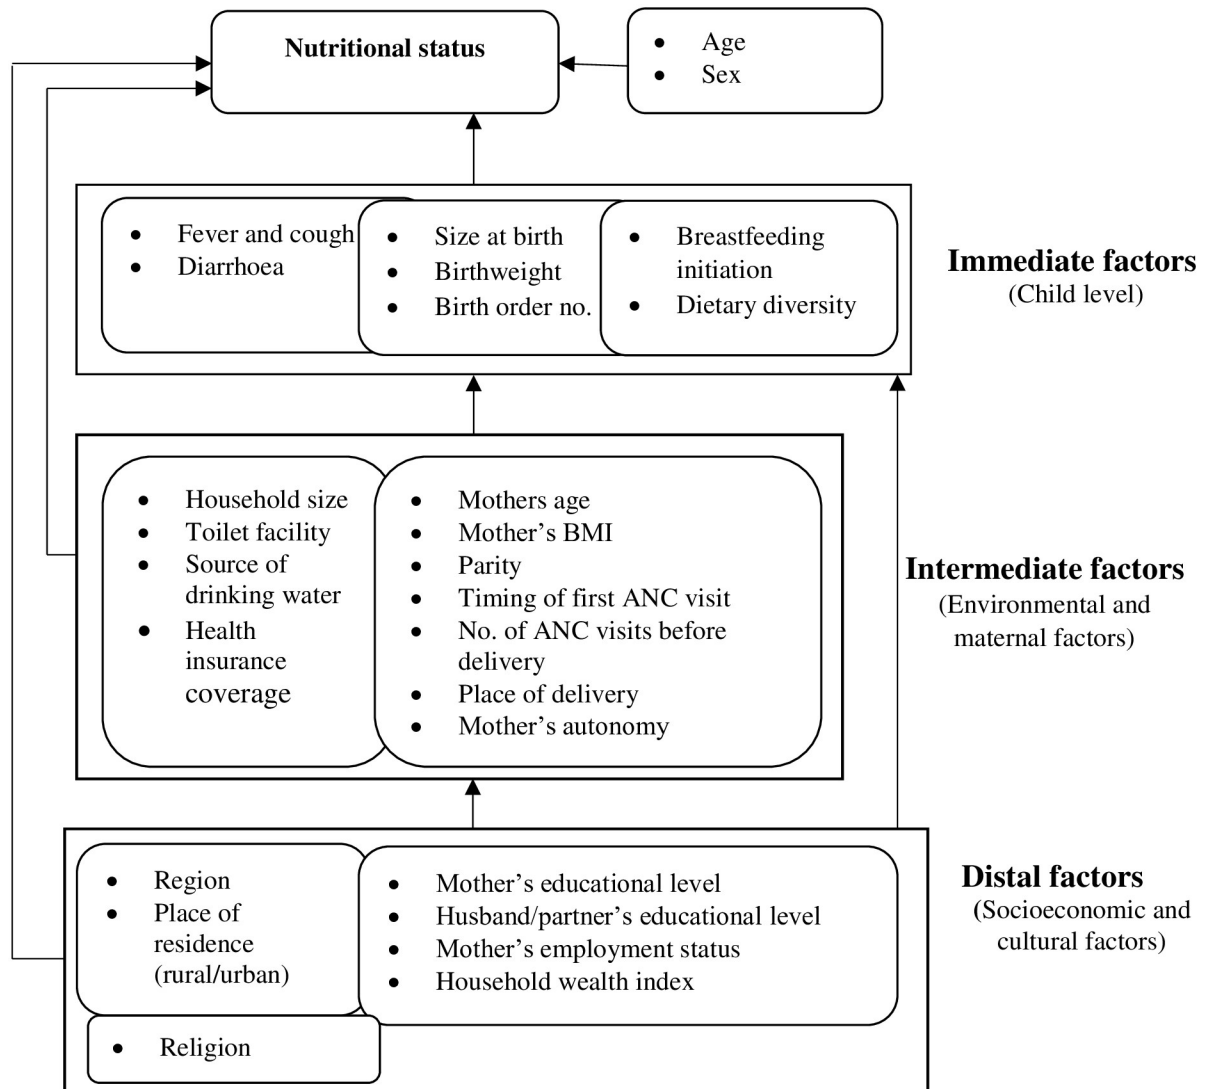 Nutritional status
• Age
• Sex
• Fever and cough
• Diarrhoea
• Size at birth
• Birthweight
• Birth order no.
• Breastfeeding
initiation
• Dietary diversity
Immediate factors
(Child level)
• Household size
• Toilet facility
• Source of
drinking water
• Health
insurance
coverage
• Mothers age
• Mother’s BMI
• Parity
• Timing of first ANC visit
• No. of ANC visits before
delivery
• Place of delivery
• Mother’s autonomy
Intermediate factors
(Environmental and
maternal factors)
• Region
• Place of
residence
(rural/urban)
• Religion
• Mother’s educational level
• Husband/partner’s educational level
• Mother’s employment status
• Household wealth index
Distal factors
(Socioeconomic and
cultural factors)